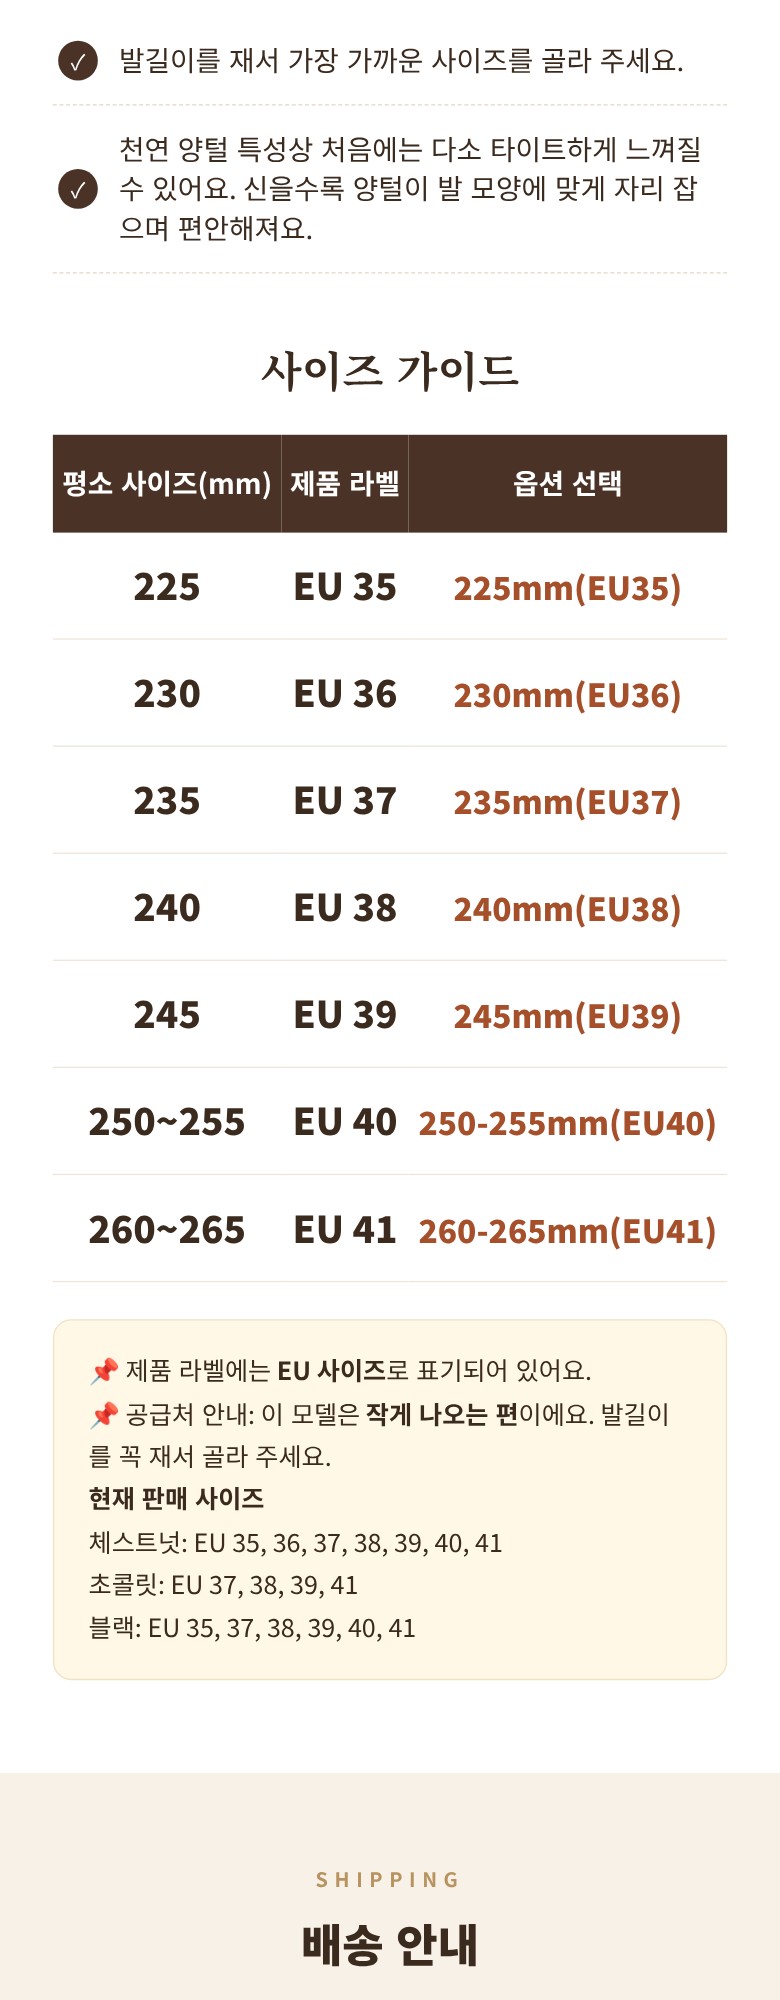 발길이를 재서 가장 가까운 사이즈를 골라 주세요.
천연 양털 특성상 처음에는 다소 타이트하게 느껴질
수 있어요. 신을수록 양털이 발 모양에 맞게 자리 잡
으며 편안해져요.
사이즈 가이드
평소 사이즈(mm) 제품 라벨 옵션 선택
225 EU 35 225mm(EU35)
230 EU 36 230mm(EU36)
235 EU 37 235mm(EU37)
240 EU 38 240mm(EU38)
245 EU 39 245mm(EU39)
250~255 EU 40 250-255mm(EU40)
260~265 EU 41 260-265mm(EU41)
📌 제품 라벨에는 EU 사이즈로 표기되어 있어요.
📌 공급처 안내: 이 모델은 작게 나오는 편이에요. 발길이
를 꼭 재서 골라 주세요.
현재 판매 사이즈
체스트넛: EU 35, 36, 37, 38, 39, 40, 41
초콜릿: EU 37, 38, 39, 41
블랙: EU 35, 37, 38, 39, 40, 41
SHIPPING
배송 안내